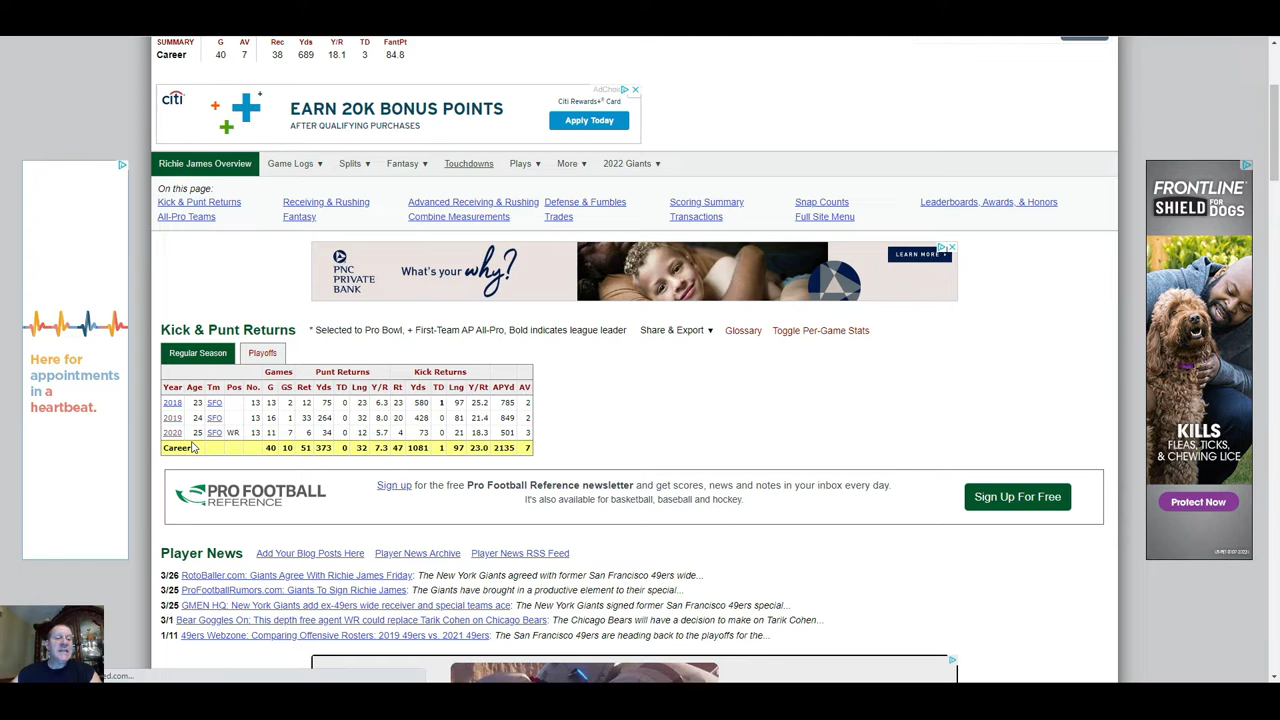 SUMMARY G AV Rec Yds Y/R TD FantPt
Career 40 7 38 689 18.1 3 84.8
AdChoi
citi
EARN 20K BONUS POINTS
AFTER QUALIFYING PURCHASES
Citi Rewards+® Card
Apply Today
Richie James Overview Game Logs ▼ Splits ▼ Fantasy ▼ Touchdowns Plays ▼ More ▼ 2022 Giants ▼
On this page:
Kick & Punt Returns Receiving & Rushing Advanced Receiving & Rushing Defense & Fumbles Scoring Summary Snap Counts Leaderboards, Awards, & Honors
All-Pro Teams Fantasy Combine Measurements Trades Transactions Full Site Menu
PNC
PRIVATE
BANK
What's your why?
LEARN MORE
FRONTLINE
SHIELD FOR DOGS
KILLS
FLEAS, TICKS,
& CHEWING LICE
Protect Now
Here for
appointments
in a
heartbeat.
Kick & Punt Returns * Selected to Pro Bowl, + First-Team AP All-Pro, Bold indicates league leader Share & Export ▼ Glossary Toggle Per-Game Stats
Regular Season Playoffs
Games Punt Returns Kick Returns
Year Age Tm Pos No. G GS Ret Yds TD Lng Y/R Rt Yds TD Lng Y/Rt APYd AV
2018 23 SFO 13 13 2 12 75 0 23 6.3 23 580 1 97 25.2 785 2
2019 24 SFO 13 16 1 33 264 0 32 8.0 20 428 0 81 21.4 849 2
2020 25 SFO WR 13 11 7 6 34 0 12 5.7 4 73 0 21 18.3 501 3
Career 40 10 51 373 0 32 7.3 47 1081 1 97 23.0 2135 7
PRO FOOTBALL
REFERENCE
Sign up for the free Pro Football Reference newsletter and get scores, news and notes in your inbox every day.
It's also available for basketball, baseball and hockey.
Sign Up For Free
Player News Add Your Blog Posts Here Player News Archive Player News RSS Feed
3/26 RotoBaller.com: Giants Agree With Richie James Friday: The New York Giants agreed with former San Francisco 49ers wide...
3/25 ProFootballRumors.com: Giants To Sign Richie James: The Giants have brought in a productive element to their special...
3/25 GMEN HQ: New York Giants add ex-49ers wide receiver and special teams ace: The New York Giants signed former San Francisco 49ers special...
3/1 Bear Goggles On: This depth free agent WR could replace Tarik Cohen on Chicago Bears: The Chicago Bears will have a decision to make on Tarik Cohen...
1/11 49ers Webzone: Comparing Offensive Rosters: 2019 49ers vs. 2021 49ers: The San Francisco 49ers are heading back to the playoffs for the...
ed.com...